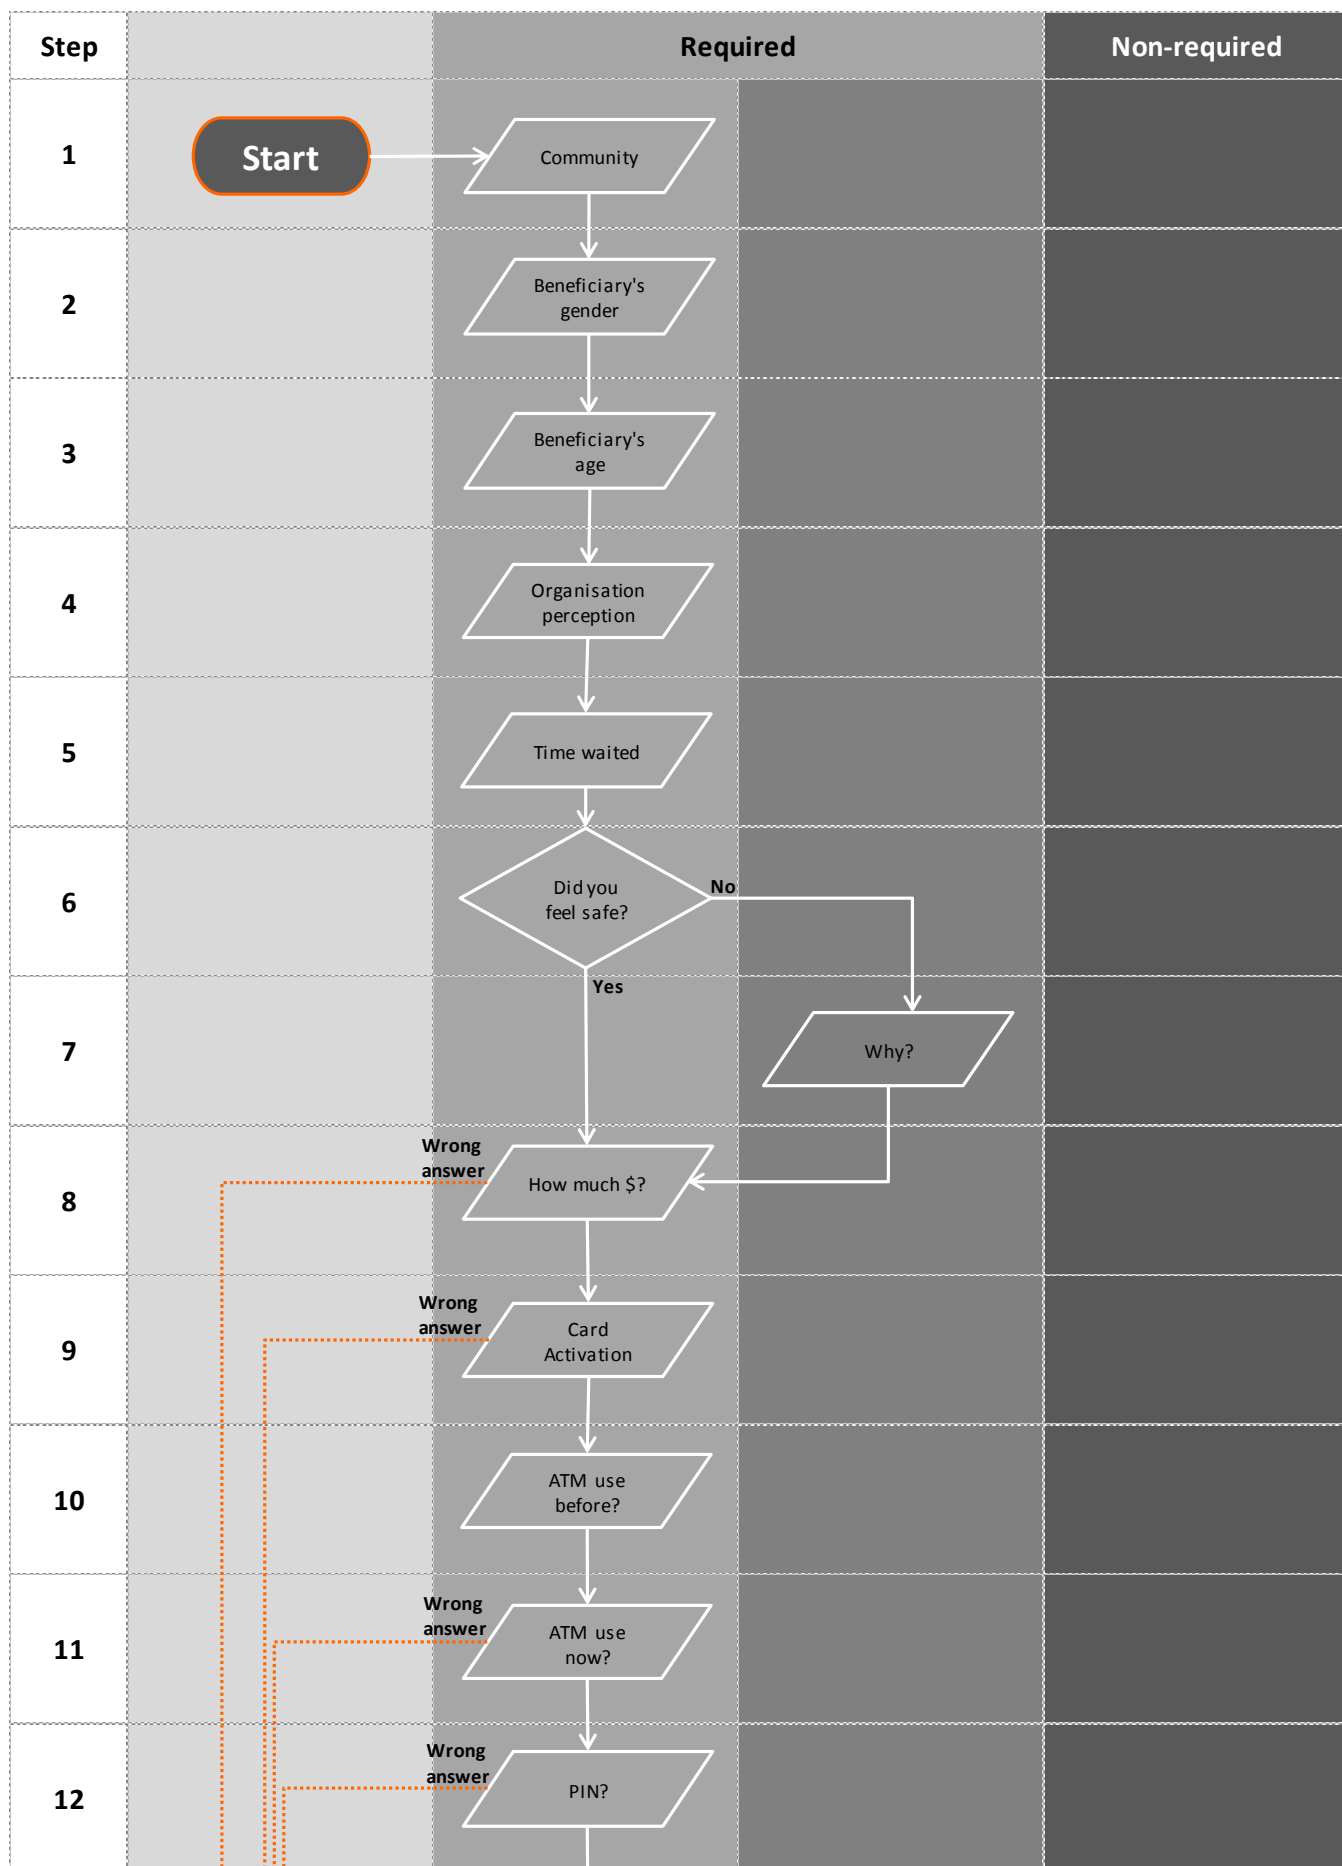 Step
Required
Non-required
1
Start
Community
2
Beneficiary's
gender
3
Beneficiary's
age
4
Organisation
perception
5
Time waited
6
Did you
feel safe?
No
Yes
7
Why?
8
Wrong
answer
How much $?
9
Wrong
answer
Card
Activation
10
ATM use
before?
11
Wrong
answer
ATM use
now?
12
Wrong
answer
PIN?